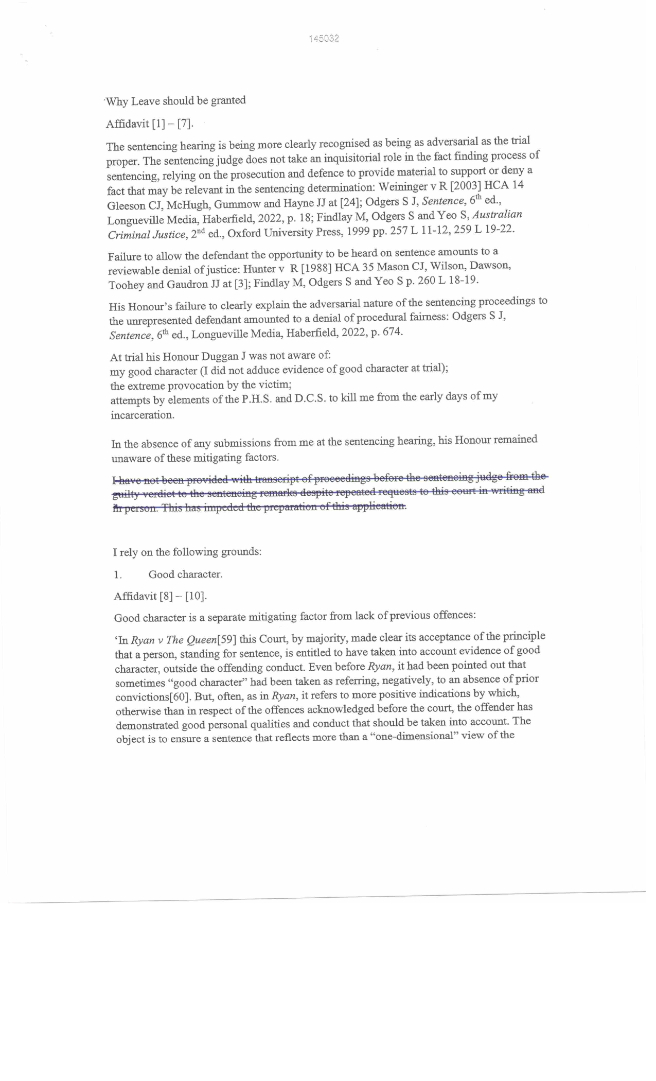 145032
Why Leave should be granted
Affidavit [1] – [7].
The sentencing hearing is being more clearly recognised as being as adversarial as the trial
proper. The sentencing judge does not take an inquisitorial role in the fact finding process of
sentencing, relying on the prosecution and defence to provide material to support or deny a
fact that may be relevant in the sentencing determination: Weininger v R [2003] HCA 14
Gleeson CJ, McHugh, Gummow and Hayne JJ at [24]; Odgers S J, Sentence, 6th ed.,
Longueville Media, Haberfield, 2022, p. 18; Findlay M, Odgers S and Yeo S, Australian
Criminal Justice, 2nd ed., Oxford University Press, 1999 pp. 257 L 11-12, 259 L 19-22.
Failure to allow the defendant the opportunity to be heard on sentence amounts to a
reviewable denial of justice: Hunter v R [1988] HCA 35 Mason CJ, Wilson, Dawson,
Toohey and Gaudron JJ at [3]; Findlay M, Odgers S and Yeo S p. 260 L 18-19.
His Honour's failure to clearly explain the adversarial nature of the sentencing proceedings to
the unrepresented defendant amounted to a denial of procedural fairness: Odgers S J,
Sentence, 6th ed., Longueville Media, Haberfield, 2022, p. 674.
At trial his Honour Duggan J was not aware of:
my good character (I did not adduce evidence of good character at trial);
the extreme provocation by the victim;
attempts by elements of the P.H.S. and D.C.S. to kill me from the early days of my
incarceration.
In the absence of any submissions from me at the sentencing hearing, his Honour remained
unaware of these mitigating factors.
I have not been provided with transcript of proceedings before the sentencing judge from the
guilty verdict to the sentencing remarks despite repeated requests to this court in writing and
in person. This has impeded the preparation of this application.
I rely on the following grounds:
1. Good character.
Affidavit [8] – [10].
Good character is a separate mitigating factor from lack of previous offences:
'In Ryan v The Queen[59] this Court, by majority, made clear its acceptance of the principle
that a person, standing for sentence, is entitled to have taken into account evidence of good
character, outside the offending conduct. Even before Ryan, it had been pointed out that
sometimes "good character" had been taken as referring, negatively, to an absence of prior
convictions[60]. But, often, as in Ryan, it refers to more positive indications by which,
otherwise than in respect of the offences acknowledged before the court, the offender has
demonstrated good personal qualities and conduct that should be taken into account. The
object is to ensure a sentence that reflects more than a "one-dimensional" view of the